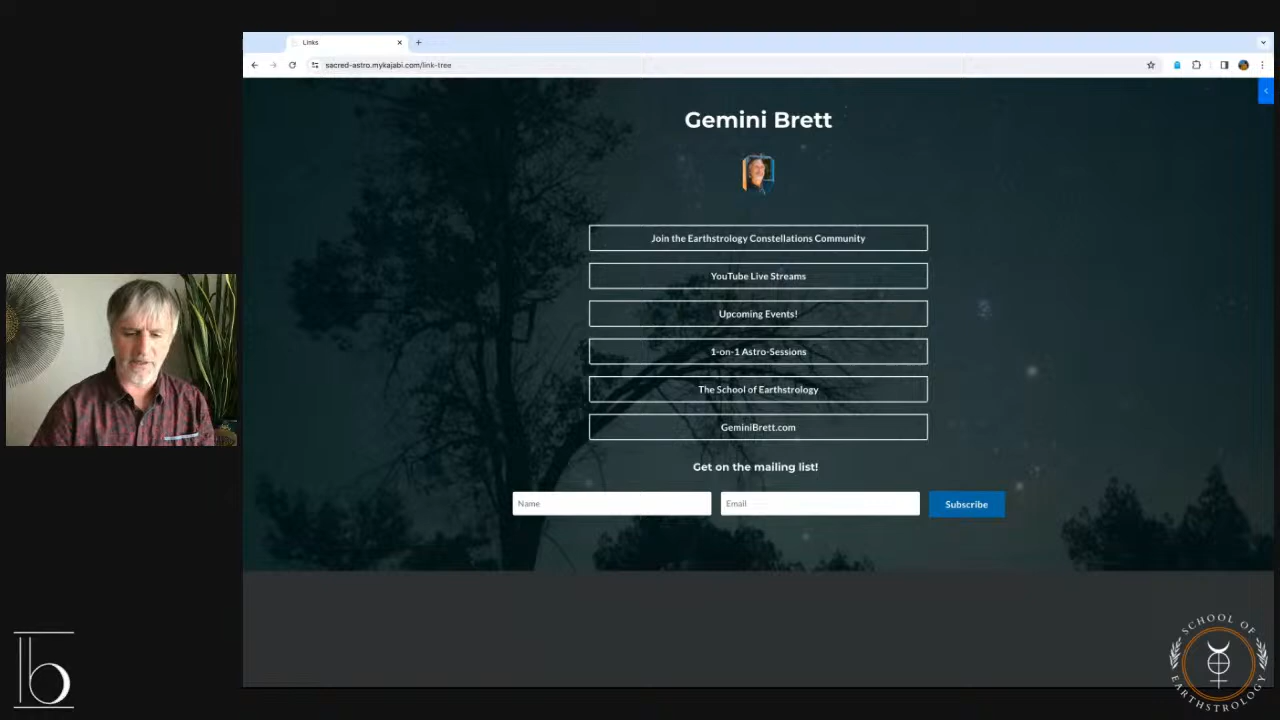 Links
sacred-astro.mykajabi.com/link-tree
Gemini Brett
Join the Earthstrology Constellations Community
YouTube Live Streams
Upcoming Events!
1-on-1 Astro-Sessions
The School of Earthstrology
GeminiBrett.com
Get on the mailing list!
Name Email Subscribe
b
SCHOOL OF
EARTHSTROLOGY